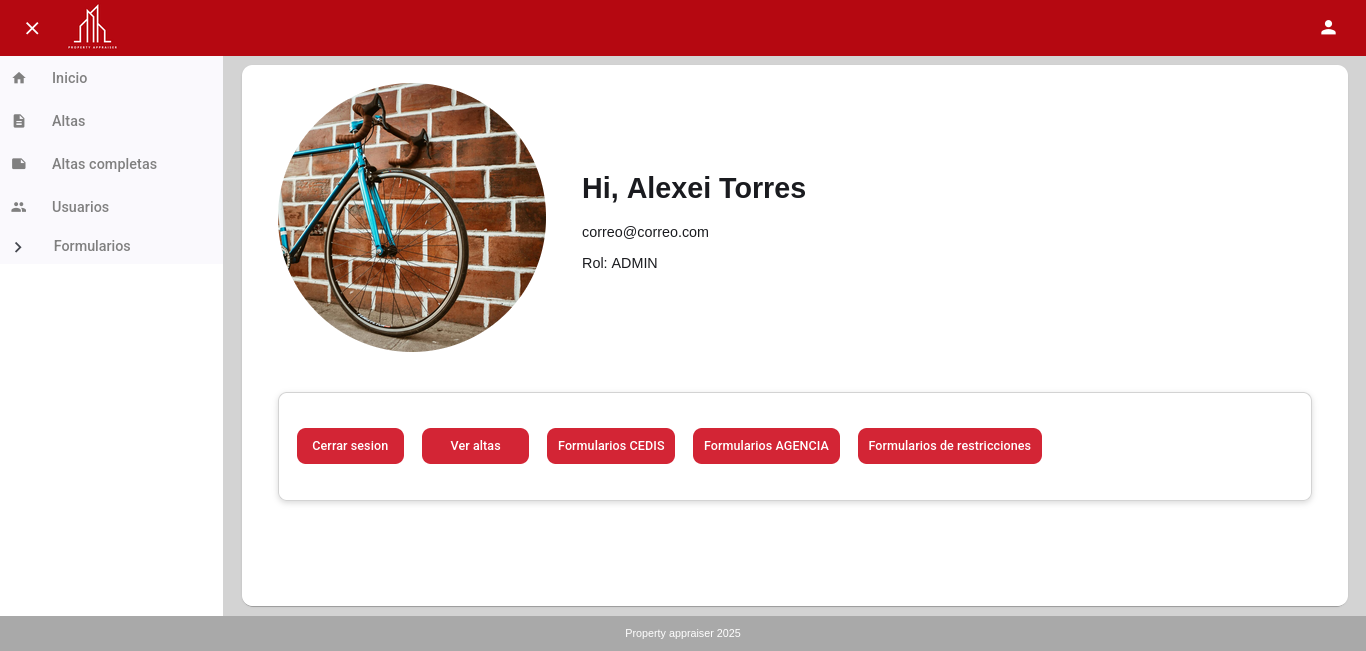 PROPERTY APPRAISER
Inicio
Altas
Altas completas
Usuarios
Formularios
Hi, Alexei Torres
correo@correo.com
Rol: ADMIN
Cerrar sesion
Ver altas
Formularios CEDIS
Formularios AGENCIA
Formularios de restricciones
Property appraiser 2025